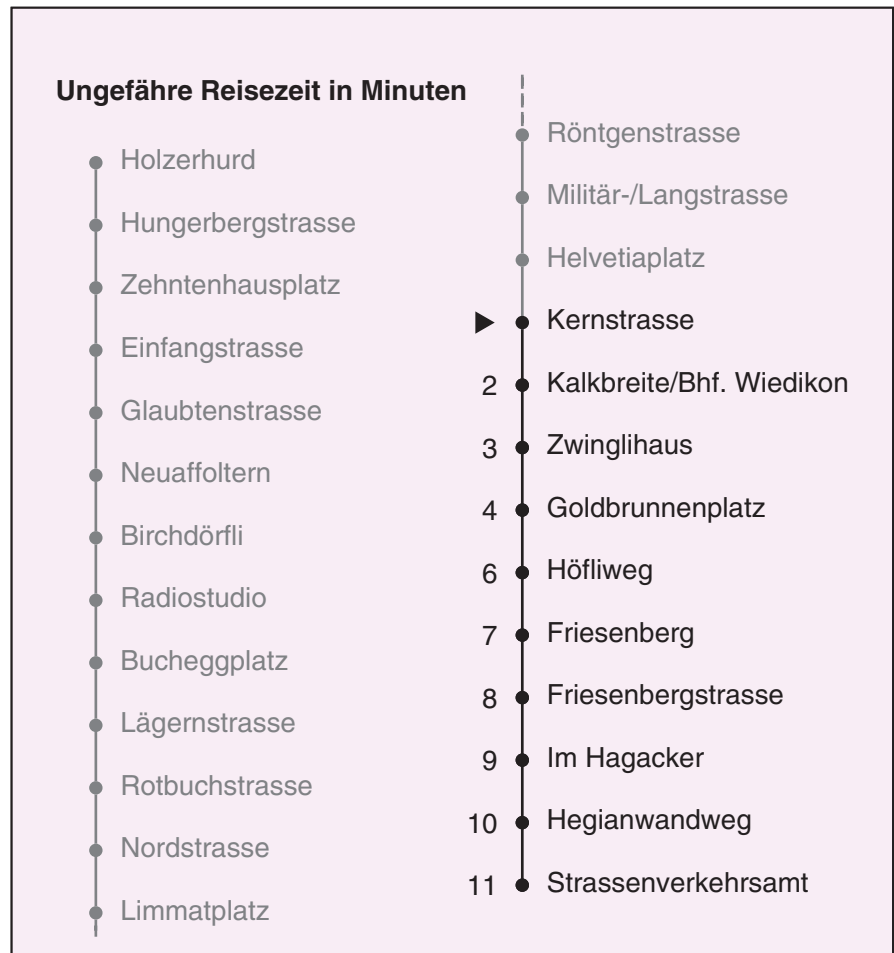 Ungefähre Reisezeit in Minuten
Holzerhurd
Hungerbergstrasse
Zehntenhausplatz
Einfangstrasse
Glaubtenstrasse
Neuaffoltern
Birchdörfli
Radiostudio
Bucheggplatz
Lägernstrasse
Rotbuchstrasse
Nordstrasse
Limmatplatz
Röntgenstrasse
Militär-/Langstrasse
Helvetiaplatz
Kernstrasse
2 Kalkbreite/Bhf. Wiedikon
3 Zwinglihaus
4 Goldbrunnenplatz
6 Höfliweg
7 Friesenberg
8 Friesenbergstrasse
9 Im Hagacker
10 Hegianwandweg
11 Strassenverkehrsamt